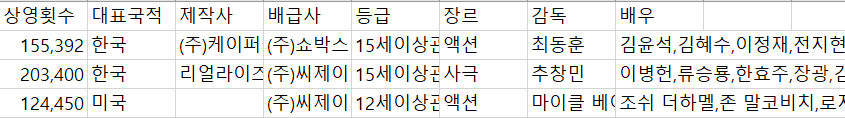 상영횟수 대표국적 제작사 배급사 등급 장르 감독 배우
155,392 한국 (주)케이퍼 (주)쇼박스 15세이상관 액션 최동훈 김윤석,김혜수,이정재,전지현
203,400 한국 리얼라이즈 (주)씨제이 15세이상관 사극 추창민 이병헌,류승룡,한효주,장광,김
124,450 미국 (주)씨제이 12세이상관 액션 마이클 베이 조쉬 더하멜,존 말코비치,로지